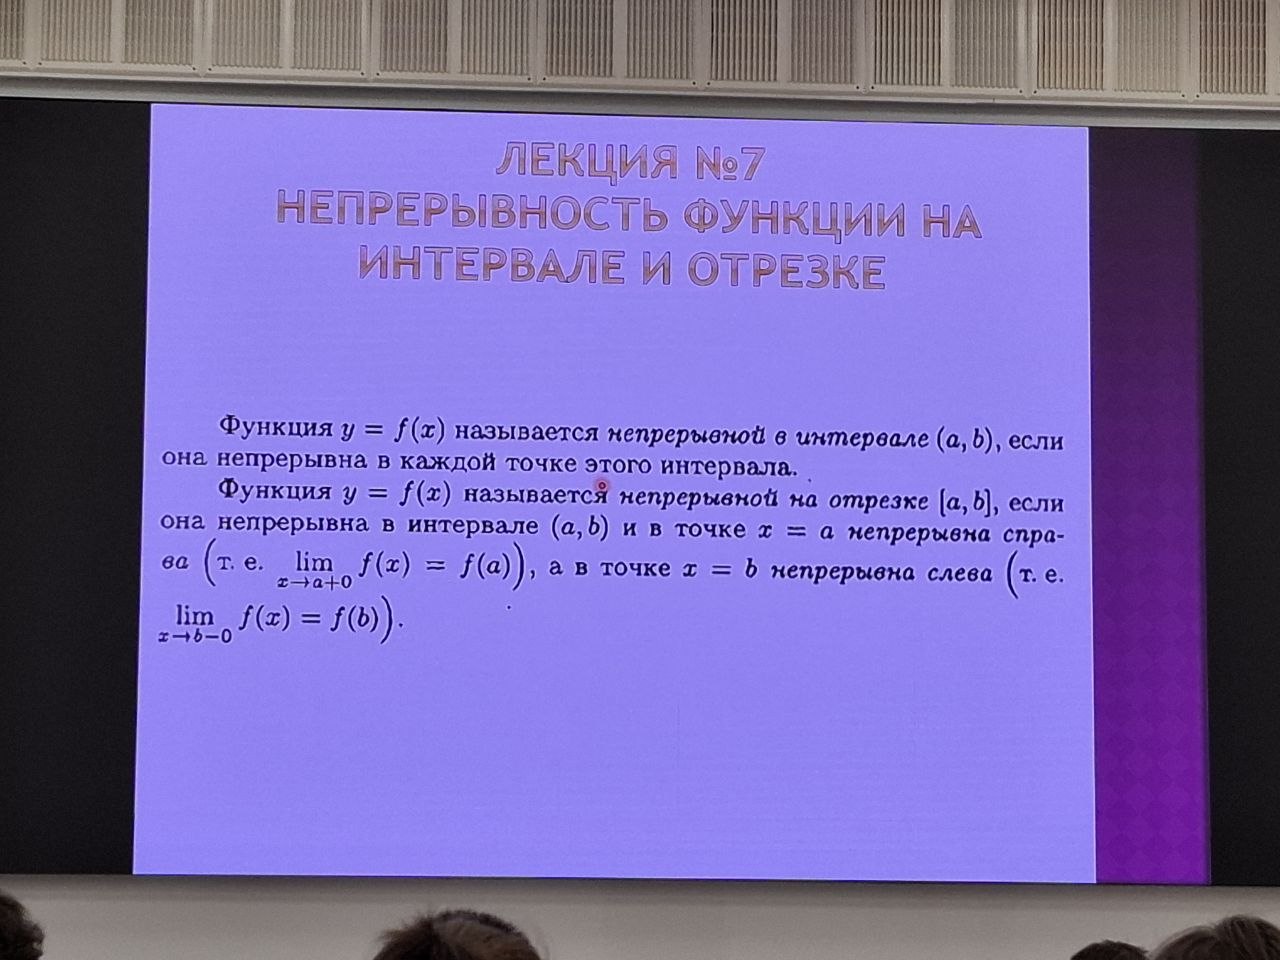 ЛЕКЦИЯ №7
НЕПРЕРЫВНОСТЬ ФУНКЦИИ НА
ИНТЕРВАЛЕ И ОТРЕЗКЕ
Функция y = f(x) называется непрерывной в интервале (a, b), если
она непрерывна в каждой точке этого интервала.
Функция y = f(x) называется непрерывной на отрезке [a, b], если
она непрерывна в интервале (a, b) и в точке x = a непрерывна спра-
ва (т. е. lim x→a+0 f(x) = f(a)), а в точке x = b непрерывна слева (т. е.
lim x→b−0 f(x) = f(b)).